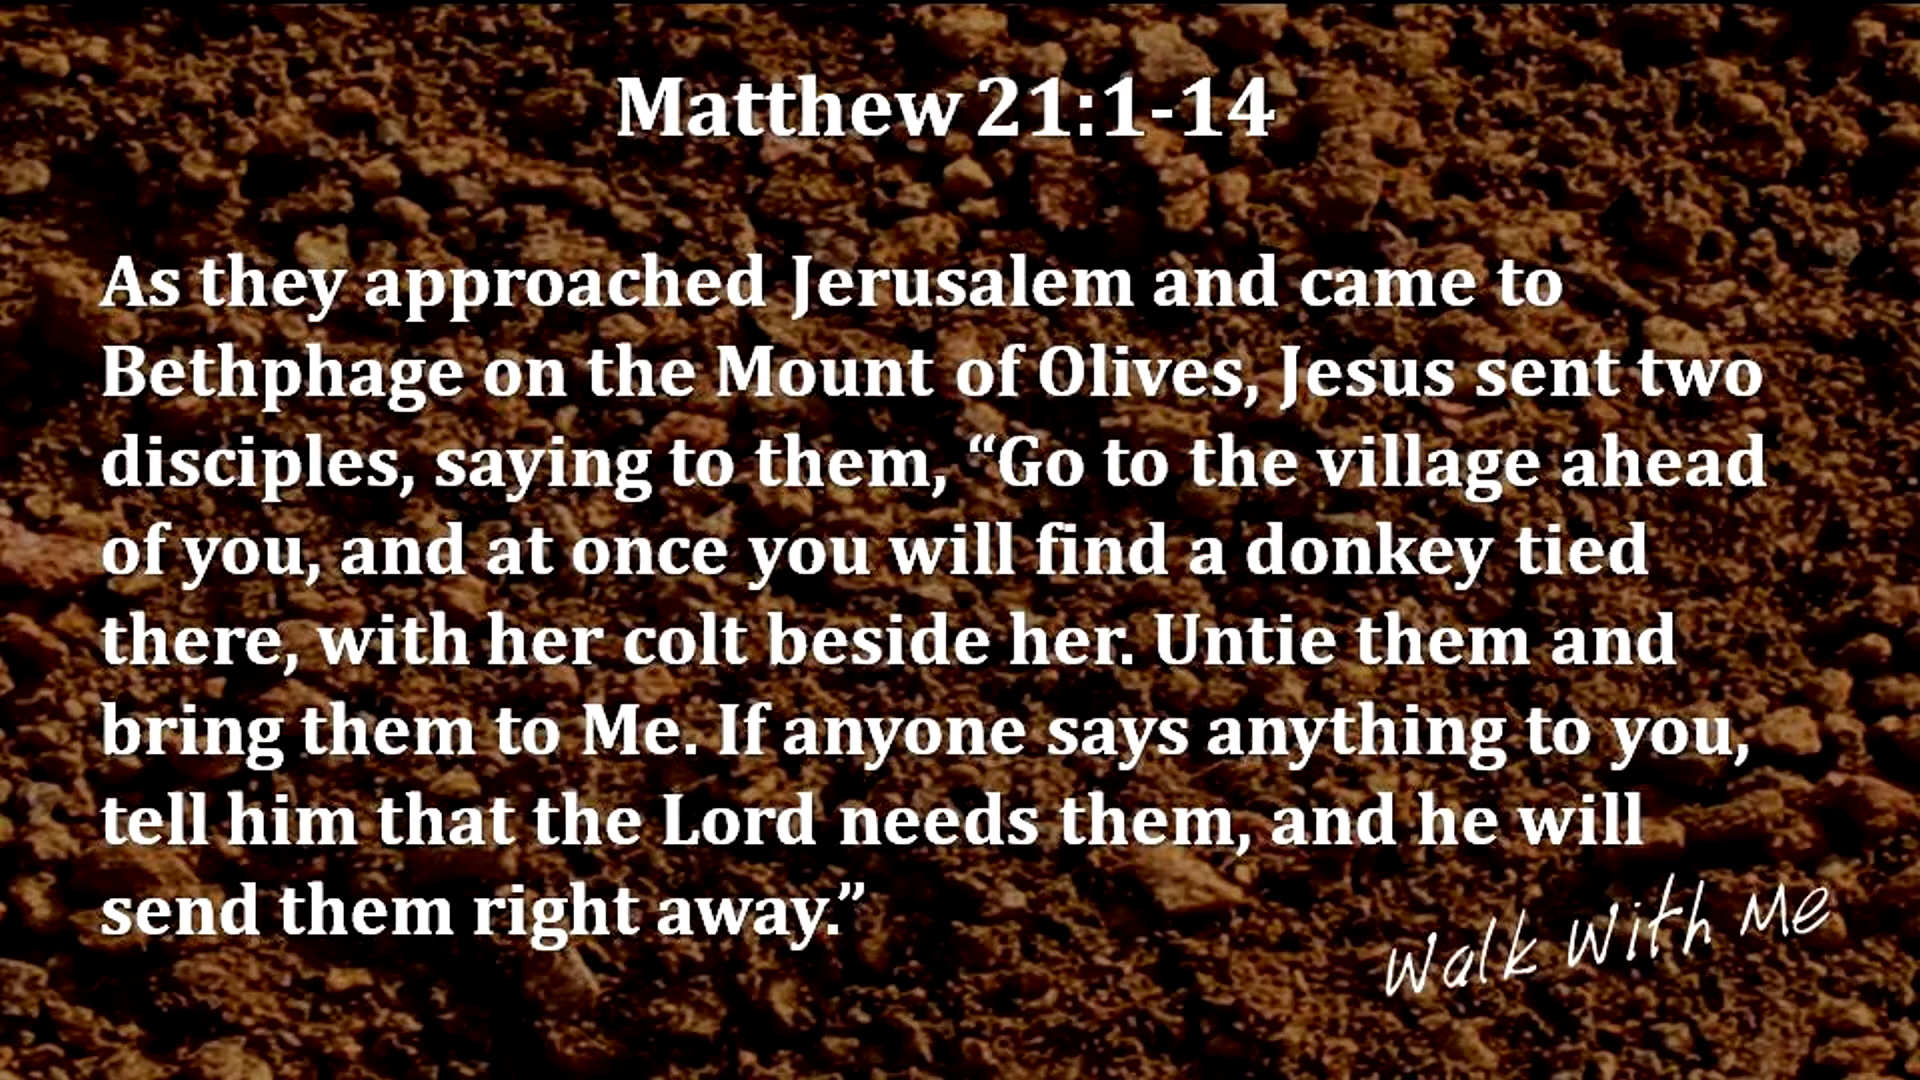 Matthew 21:1-14
As they approached Jerusalem and came to
Bethphage on the Mount of Olives, Jesus sent two
disciples, saying to them, “Go to the village ahead
of you, and at once you will find a donkey tied
there, with her colt beside her. Untie them and
bring them to Me. If anyone says anything to you,
tell him that the Lord needs them, and he will
send them right away.”
Walk With Me